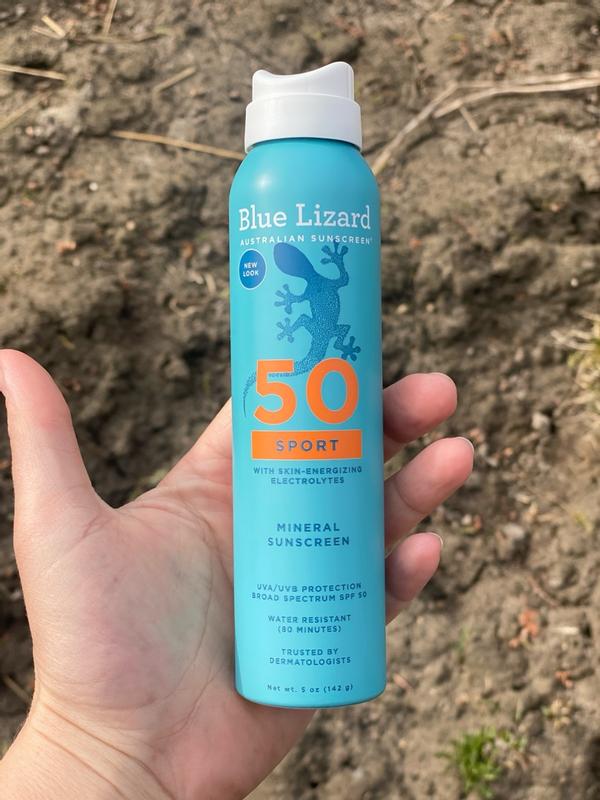 Blue Lizard
AUSTRALIAN SUNSCREEN®
NEW
LOOK
50
SPORT
WITH SKIN-ENERGIZING
ELECTROLYTES
MINERAL
SUNSCREEN
UVA/UVB PROTECTION
BROAD SPECTRUM SPF 50
WATER RESISTANT
(80 MINUTES)
TRUSTED BY
DERMATOLOGISTS
Net wt. 5 oz (142 g)